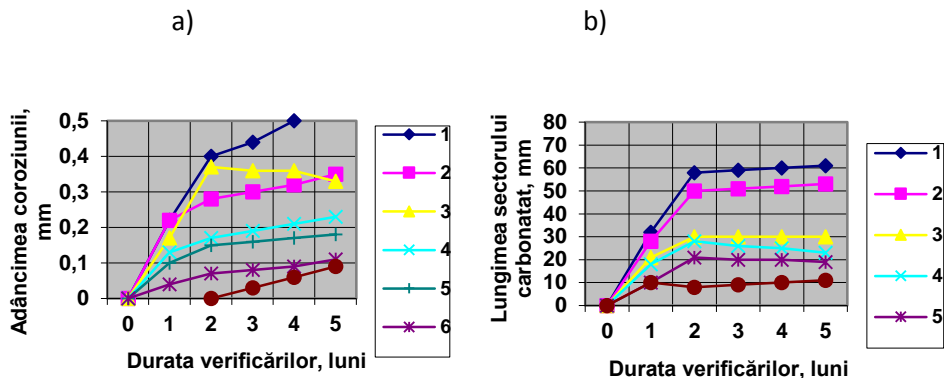 a)
b)
Adâncimea coroziunii,
mm
0,5
0,4
0,3
0,2
0,1
0
0 1 2 3 4 5
Durata verificărilor, luni
1
2
3
4
5
6
Lungimea sectorului
carbonatat, mm
80
70
60
50
40
30
20
10
0
0 1 2 3 4 5
Durata verificărilor, luni
1
2
3
4
5